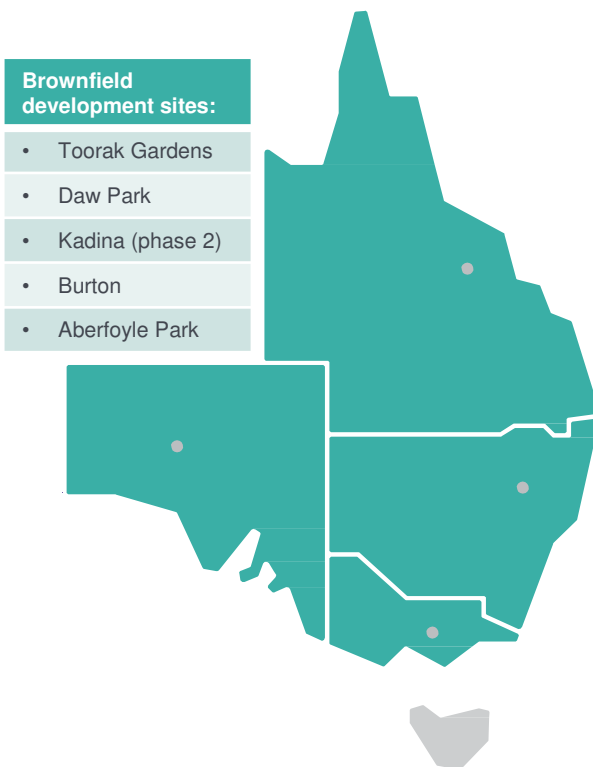 Brownfield
development sites:
• Toorak Gardens
• Daw Park
• Kadina (phase 2)
• Burton
• Aberfoyle Park